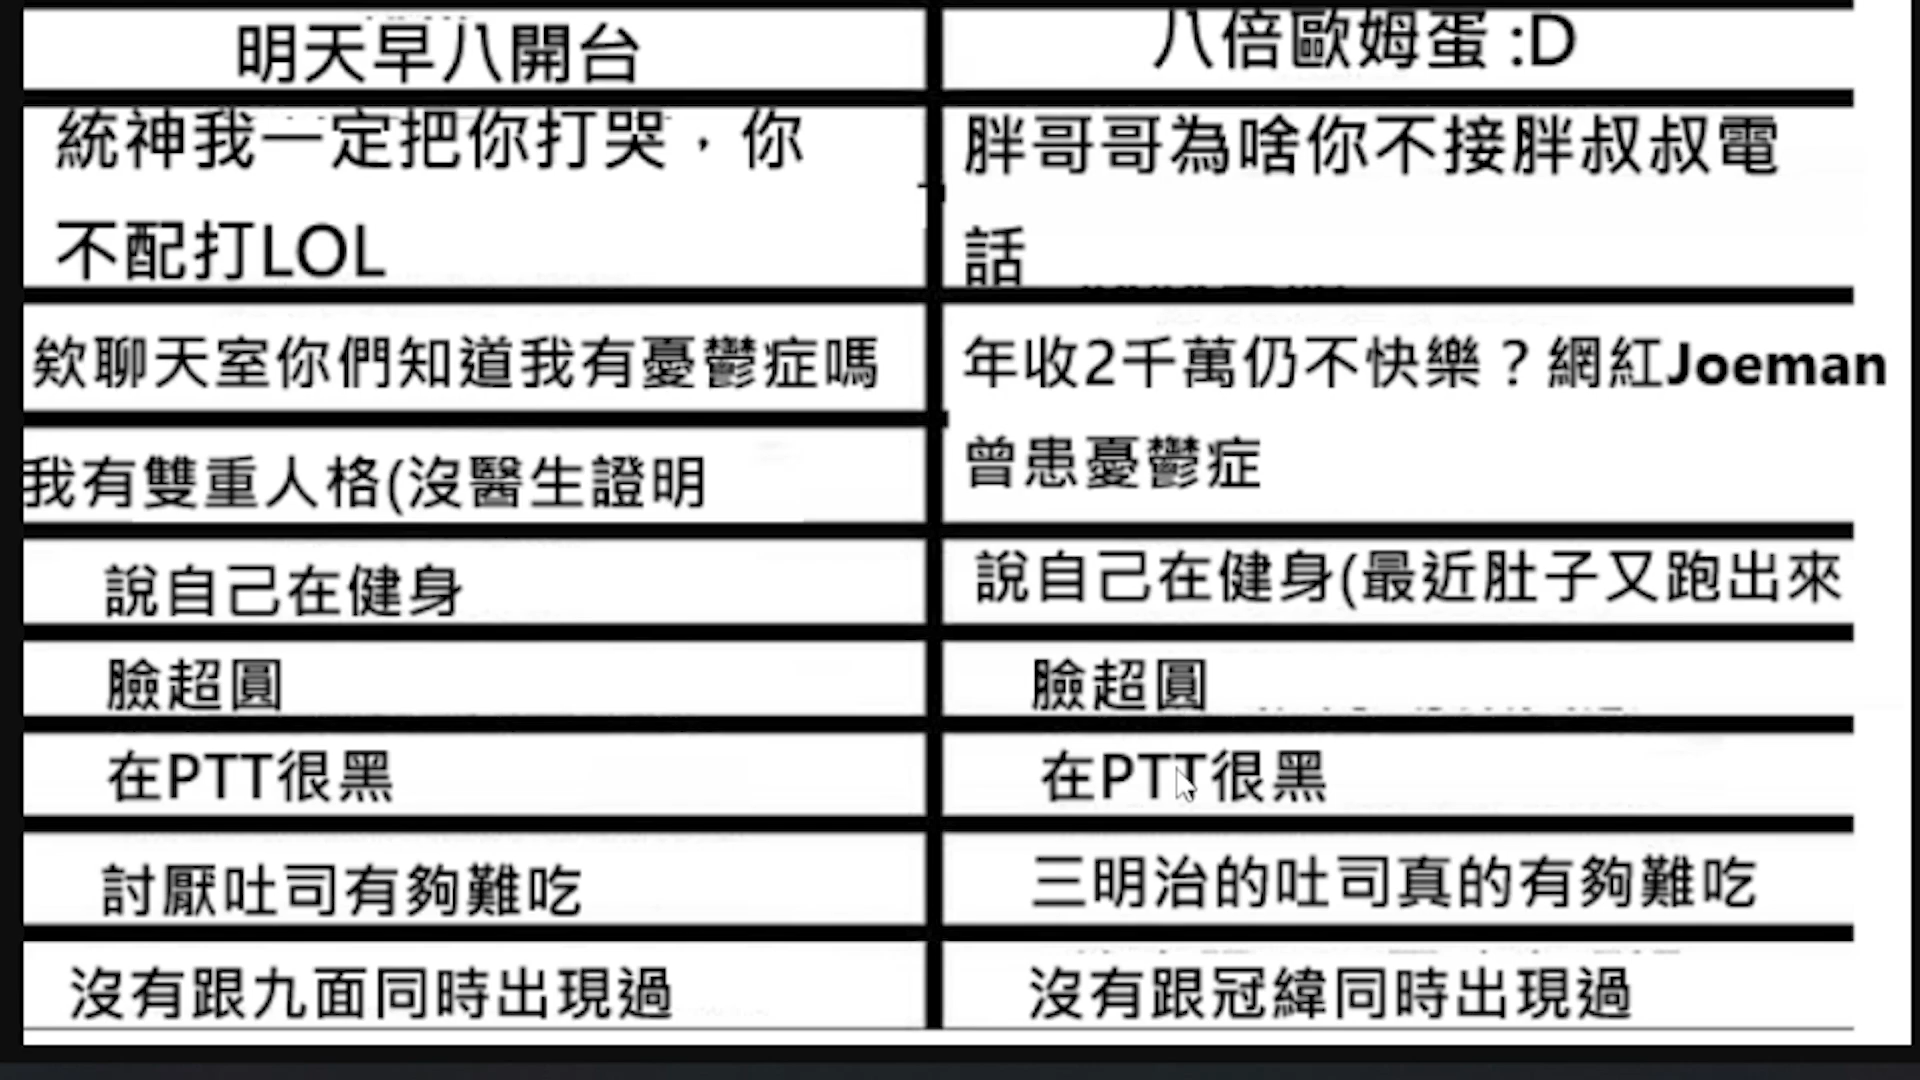 明天早八開台
八倍歐姆蛋 :D
統神我一定把你打哭，你
不配打LOL
胖哥哥為啥你不接胖叔叔電
話
欸聊天室你們知道我有憂鬱症嗎
年收2千萬仍不快樂？網紅Joeman
曾患憂鬱症
我有雙重人格(沒醫生證明
說自己在健身
說自己在健身(最近肚子又跑出來
臉超圓
臉超圓
在PTT很黑
在PTT很黑
討厭吐司有夠難吃
三明治的吐司真的有夠難吃
沒有跟九面同時出現過
沒有跟冠緯同時出現過